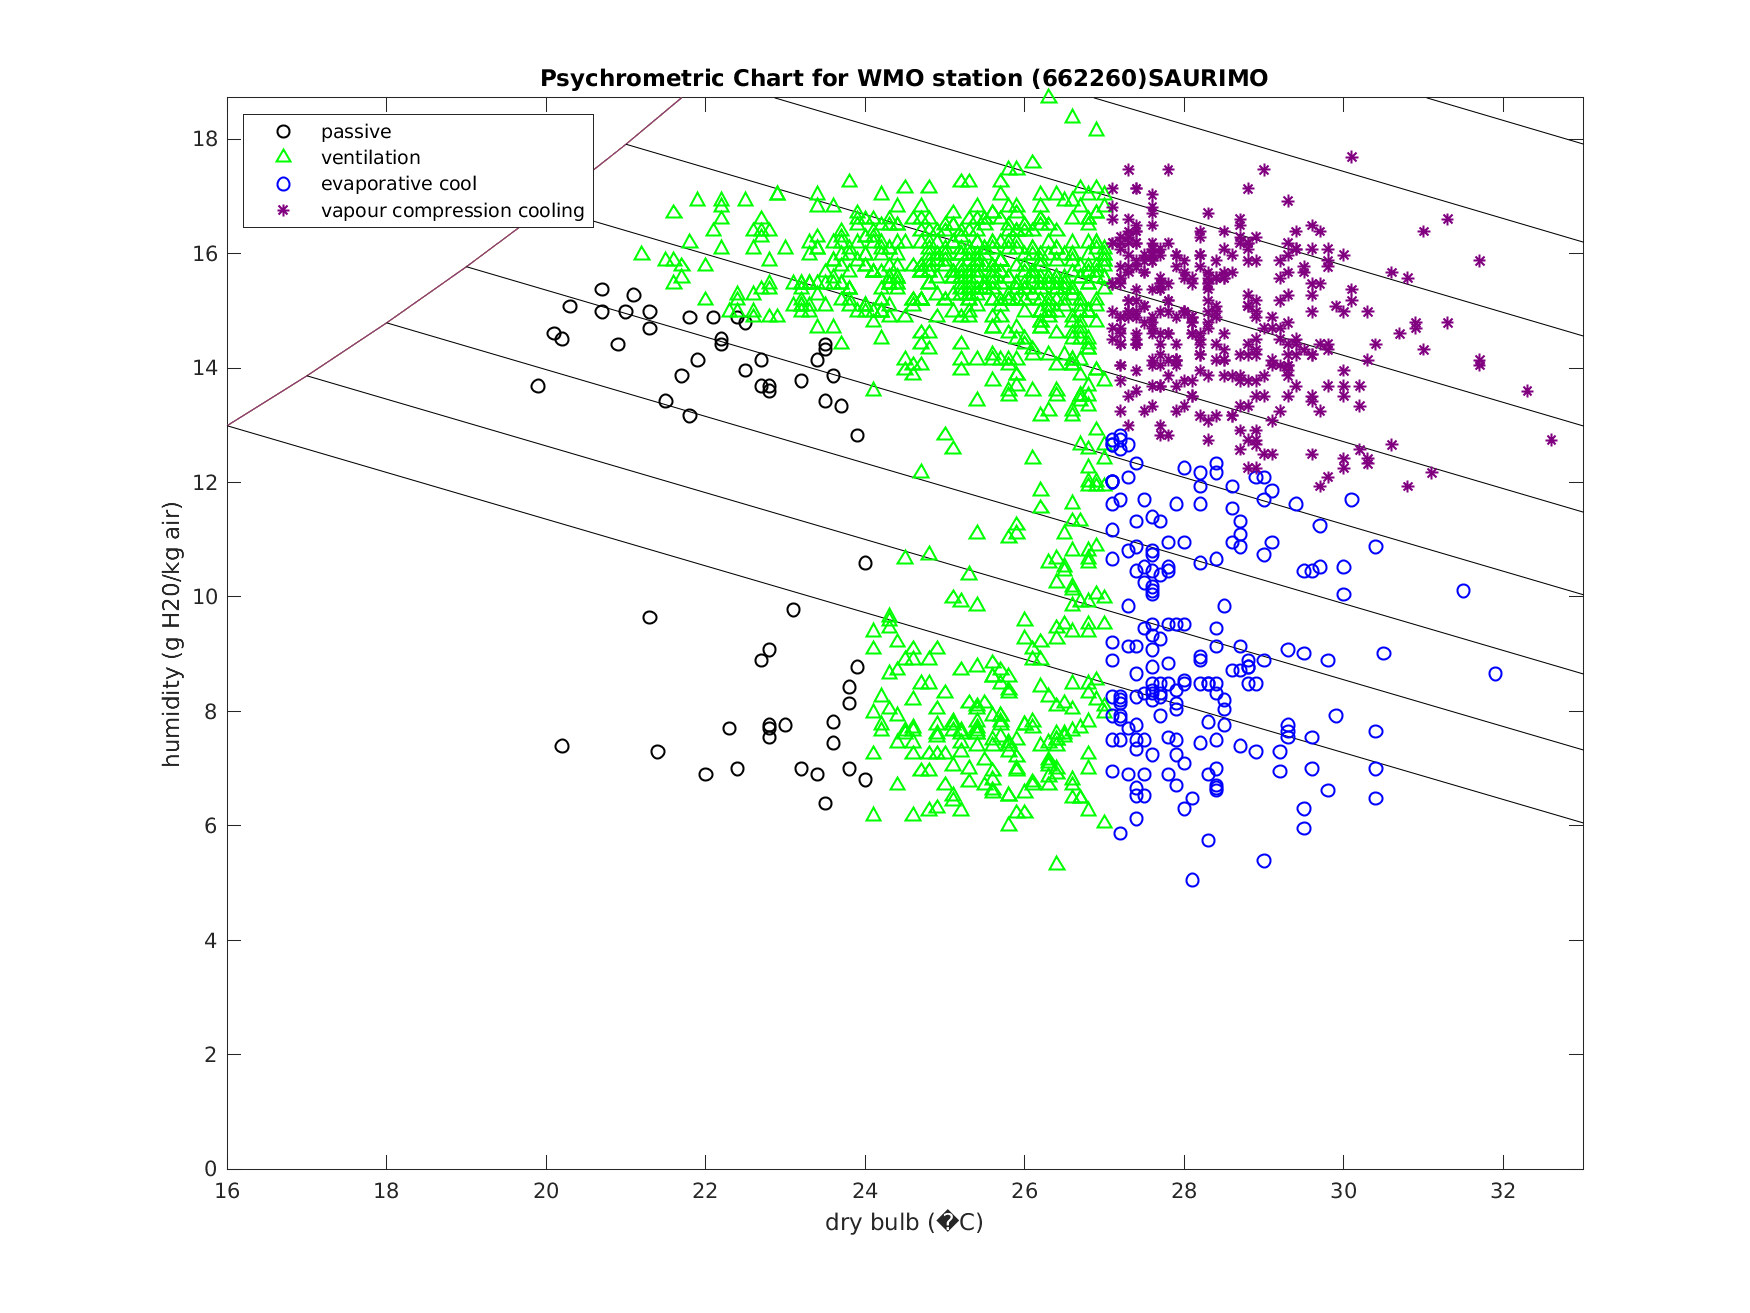 Psychrometric Chart for WMO station (662260)SAURIMO
passive
ventilation
evaporative cool
vapour compression cooling
humidity (g H20/kg air)
18
16
14
12
10
8
6
4
2
0
16 18 20 22 24 26 28 30 32
dry bulb (�C)